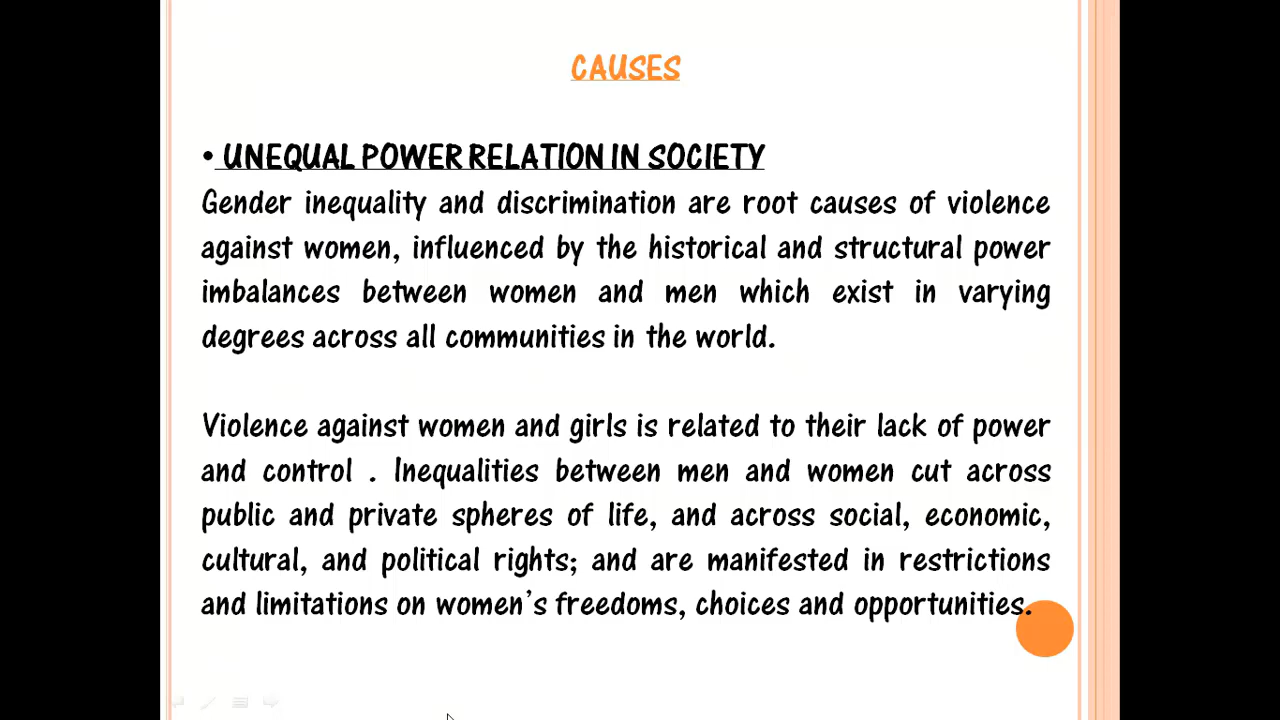 CAUSES
• UNEQUAL POWER RELATION IN SOCIETY
Gender inequality and discrimination are root causes of violence
against women, influenced by the historical and structural power
imbalances between women and men which exist in varying
degrees across all communities in the world.
Violence against women and girls is related to their lack of power
and control . Inequalities between men and women cut across
public and private spheres of life, and across social, economic,
cultural, and political rights; and are manifested in restrictions
and limitations on women's freedoms, choices and opportunities.